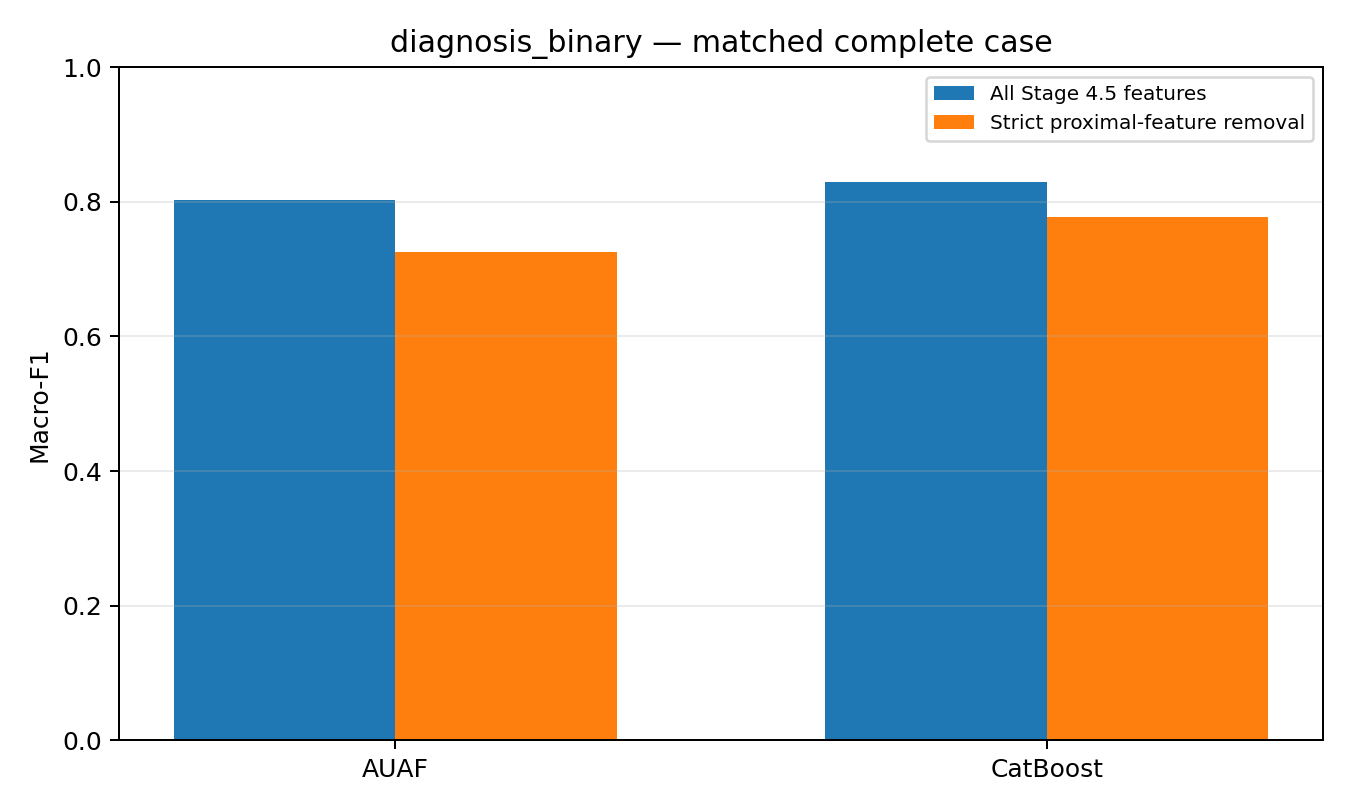 diagnosis_binary — matched complete case
All Stage 4.5 features
Strict proximal-feature removal
Macro-F1
1.0
0.8
0.6
0.4
0.2
0.0
AUAF
CatBoost